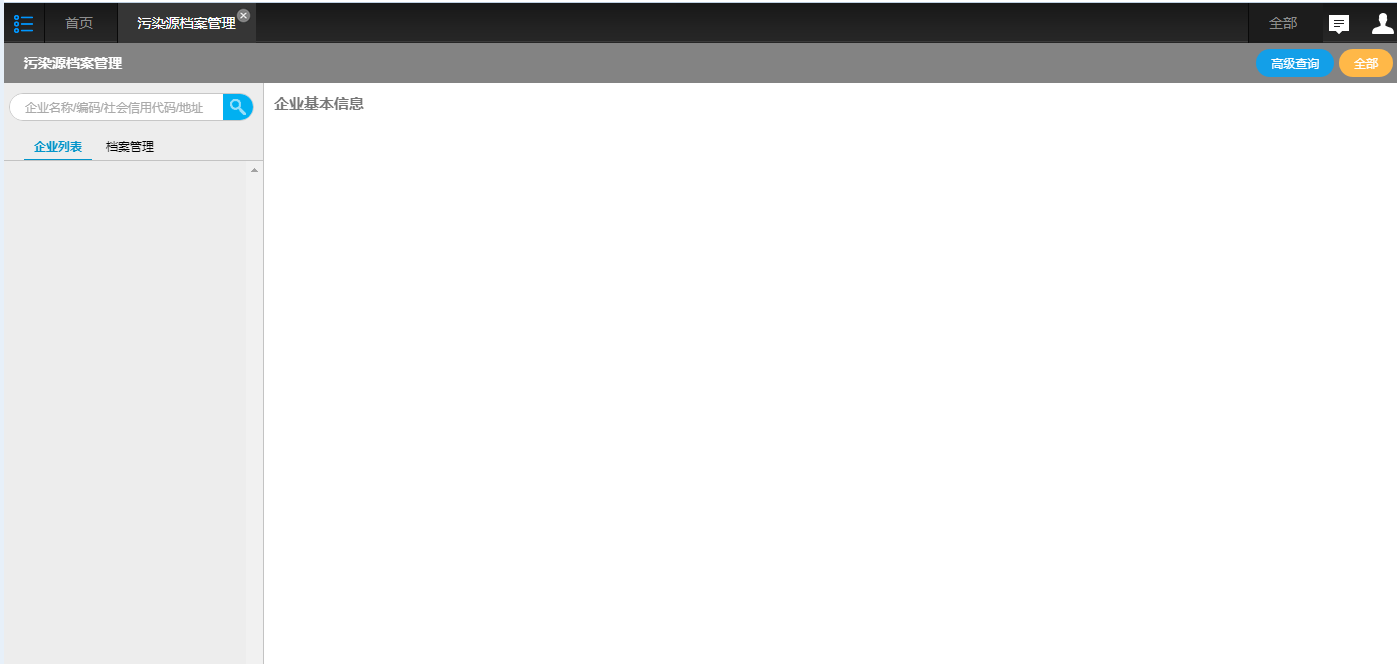 首页
污染源档案管理
全部
污染源档案管理
高级查询
全部
企业名称/编码/社会信用代码/地址
企业基本信息
企业列表
档案管理